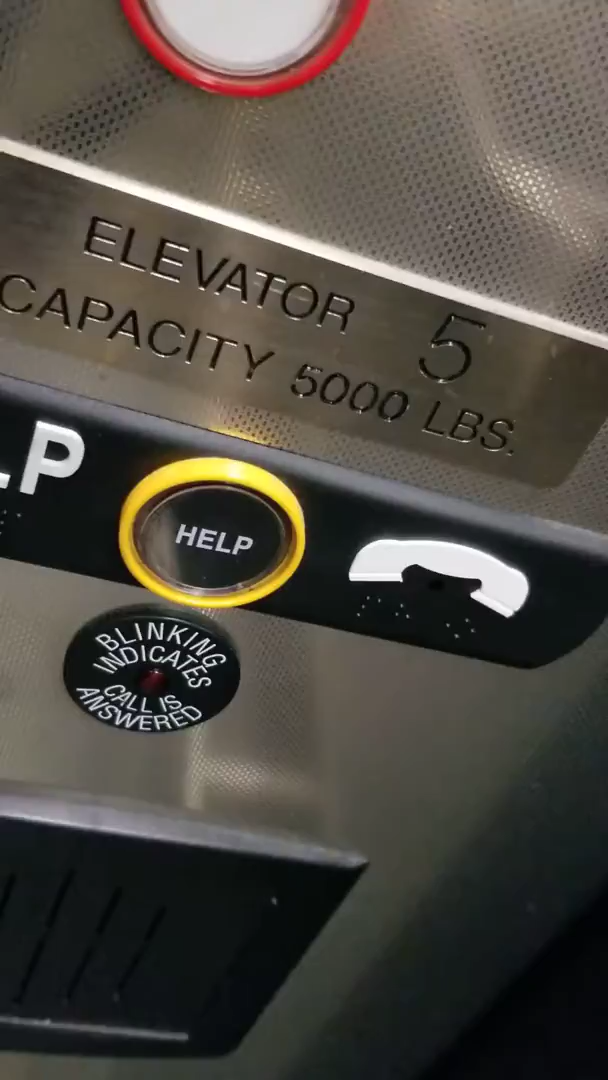 ELEVATOR 5
CAPACITY 5000 LBS.
LP
HELP
BLINKING
INDICATES
CALL IS
ANSWERED